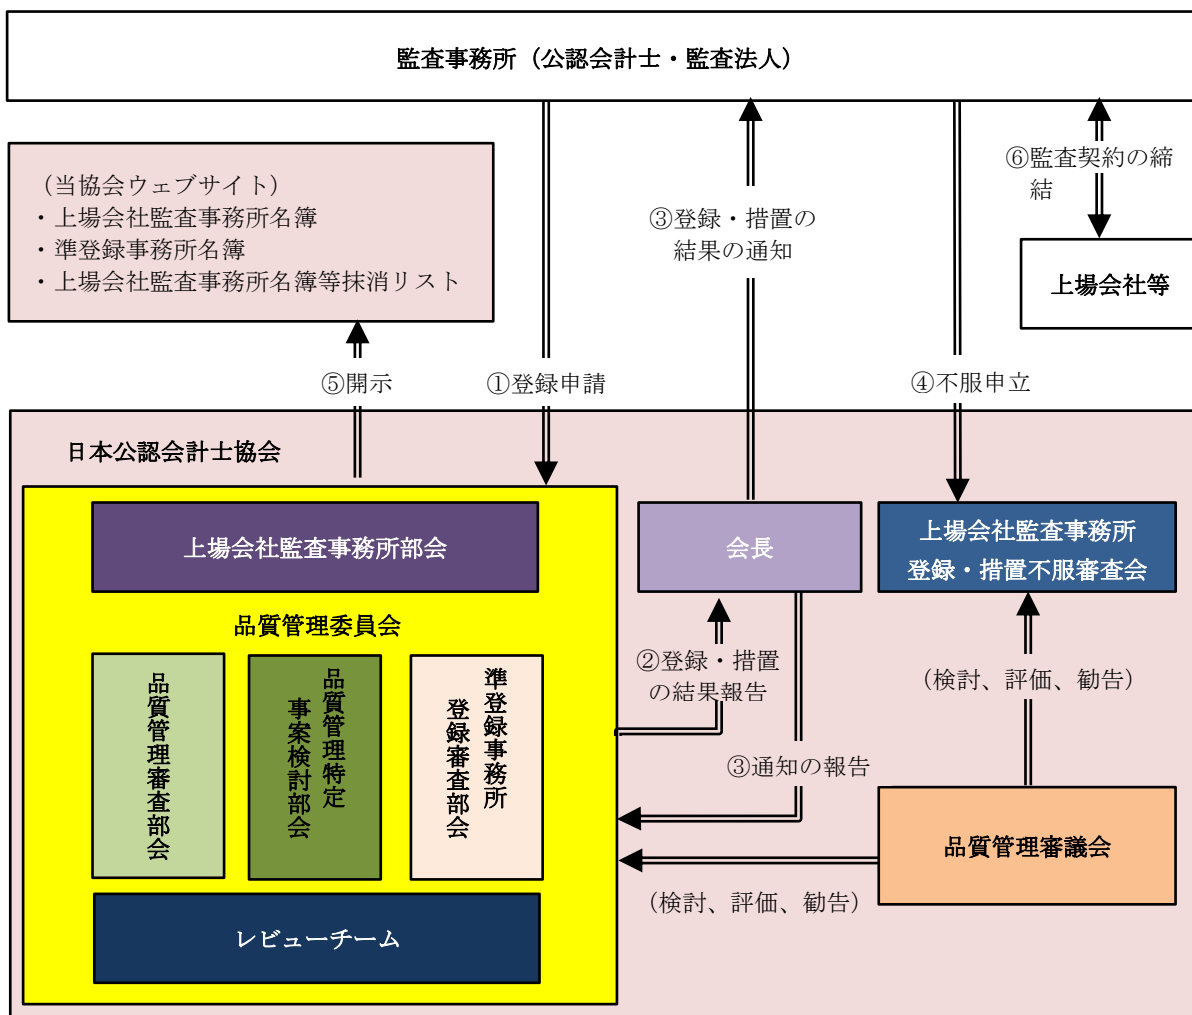 監査事務所（公認会計士・監査法人）
（当協会ウェブサイト）
・上場会社監査事務所名簿
・準登録事務所名簿
・上場会社監査事務所名簿等抹消リスト
③登録・措置の
結果の通知
⑥監査契約の締
結
上場会社等
⑤開示
①登録申請
④不服申立
日本公認会計士協会
上場会社監査事務所部会
会長
上場会社監査事務所
登録・措置不服審査会
品質管理委員会
品質管理審査部会
品質管理特定
事案検討部会
準登録事務所
登録審査部会
②登録・措置
の結果報告
（検討、評価、勧告）
③通知の報告
品質管理審議会
（検討、評価、勧告）
レビューチーム